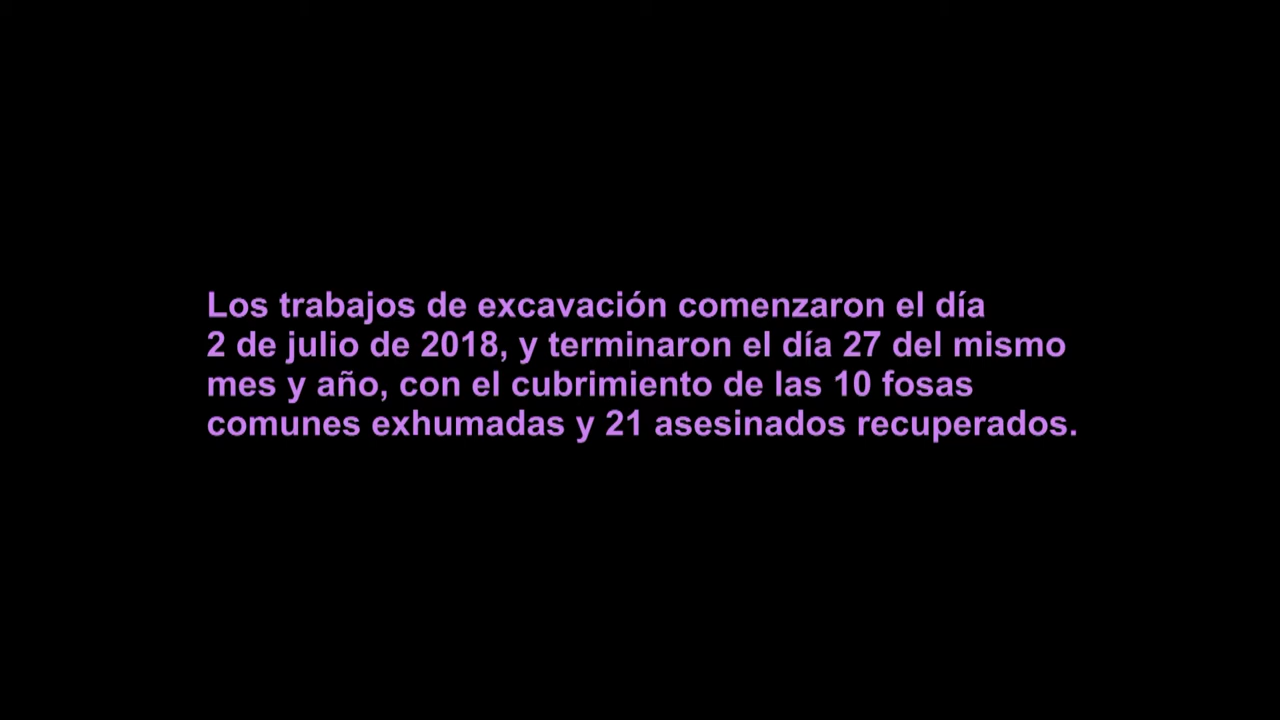 Los trabajos de excavación comenzaron el día
2 de julio de 2018, y terminaron el día 27 del mismo
mes y año, con el cubrimiento de las 10 fosas
comunes exhumadas y 21 asesinados recuperados.